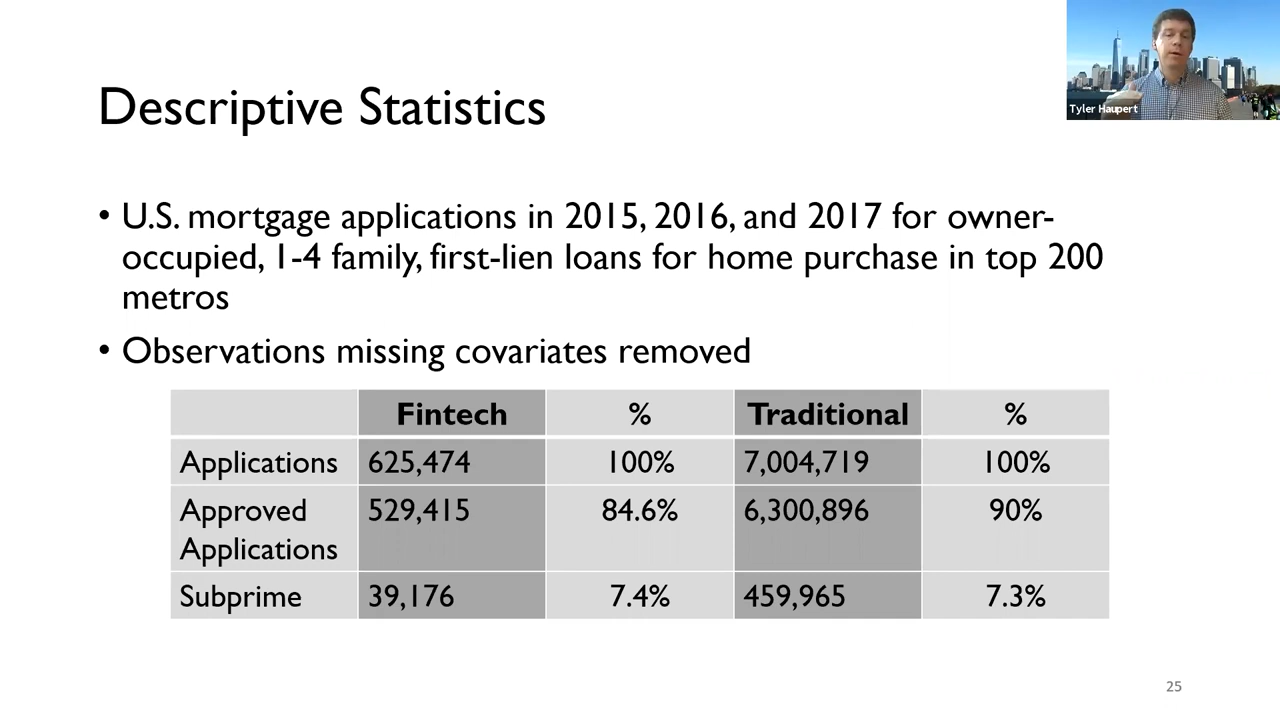 Tyler Haupert
Descriptive Statistics
• U.S. mortgage applications in 2015, 2016, and 2017 for owner-
occupied, 1-4 family, first-lien loans for home purchase in top 200
metros
• Observations missing covariates removed
Fintech % Traditional %
Applications 625,474 100% 7,004,719 100%
Approved 529,415 84.6% 6,300,896 90%
Applications
Subprime 39,176 7.4% 459,965 7.3%
25